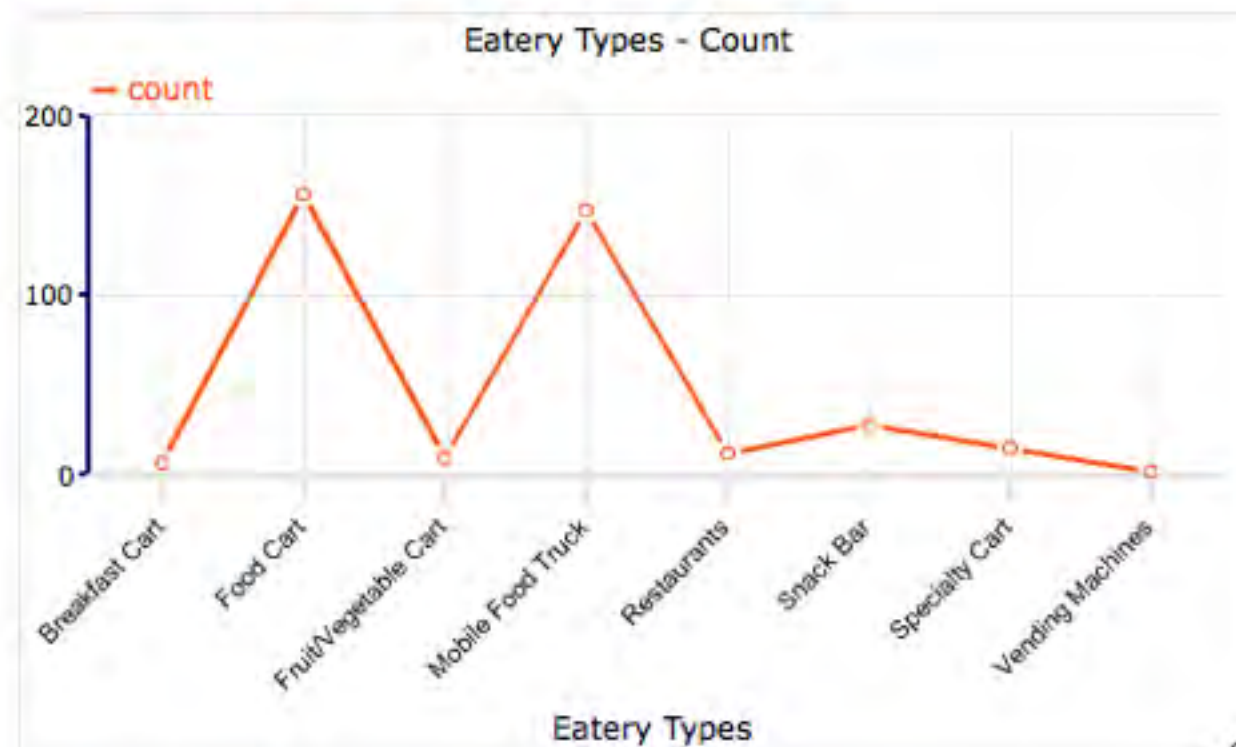 Eatery Types - Count
count
200
100
0
Breakfast Cart
Food Cart
Fruit/Vegetable Cart
Mobile Food Truck
Restaurants
Snack Bar
Specialty Cart
Vending Machines
Eatery Types